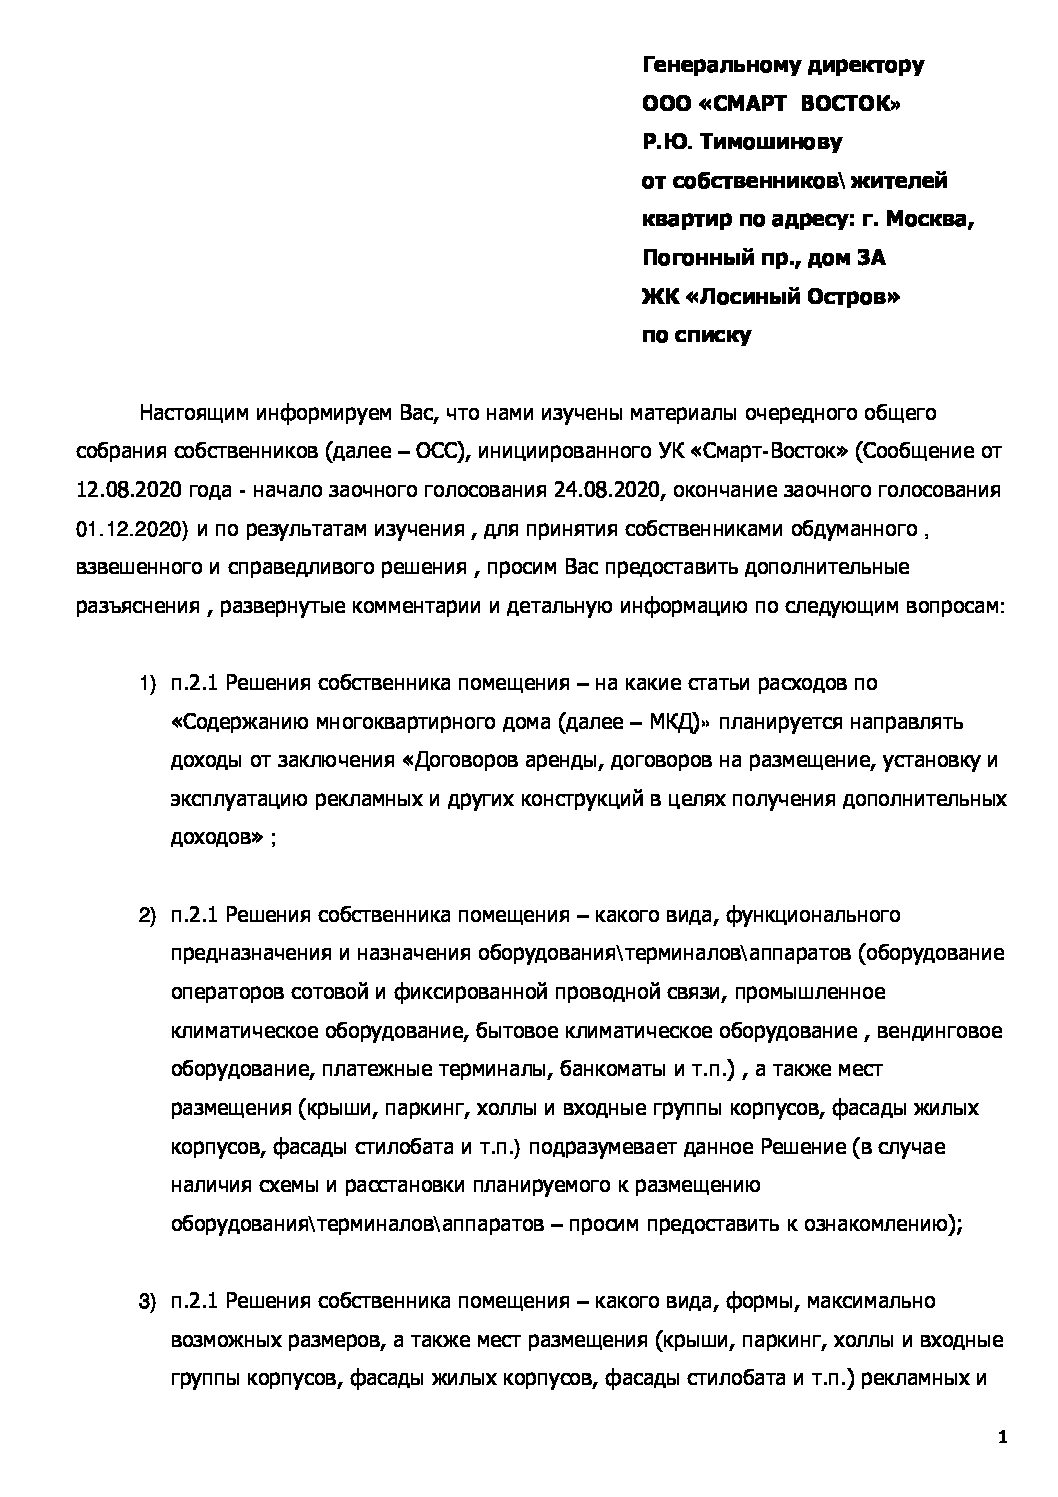 Генеральному директору
ООО «СМАРТ  ВОСТОК»
Р.Ю. Тимошинову
от собственников\ жителей
квартир по адресу: г. Москва,
Погонный пр., дом 3А
ЖК «Лосиный Остров»
по списку
Настоящим информируем Вас, что нами изучены материалы очередного общего
собрания собственников (далее – ОСС), инициированного УК «Смарт-Восток» (Сообщение от
12.08.2020 года - начало заочного голосования 24.08.2020, окончание заочного голосования
01.12.2020) и по результатам изучения , для принятия собственниками обдуманного ,
взвешенного и справедливого решения , просим Вас предоставить дополнительные
разъяснения , развернутые комментарии и детальную информацию по следующим вопросам:
1) п.2.1 Решения собственника помещения – на какие статьи расходов по
«Содержанию многоквартирного дома (далее – МКД)» планируется направлять
доходы от заключения «Договоров аренды, договоров на размещение, установку и
эксплуатацию рекламных и других конструкций в целях получения дополнительных
доходов» ;
2) п.2.1 Решения собственника помещения – какого вида, функционального
предназначения и назначения оборудования\терминалов\аппаратов (оборудование
операторов сотовой и фиксированной проводной связи, промышленное
климатическое оборудование, бытовое климатическое оборудование , вендинговое
оборудование, платежные терминалы, банкоматы и т.п.) , а также мест
размещения (крыши, паркинг, холлы и входные группы корпусов, фасады жилых
корпусов, фасады стилобата и т.п.) подразумевает данное Решение (в случае
наличия схемы и расстановки планируемого к размещению
оборудования\терминалов\аппаратов – просим предоставить к ознакомлению);
3) п.2.1 Решения собственника помещения – какого вида, формы, максимально
возможных размеров, а также мест размещения (крыши, паркинг, холлы и входные
группы корпусов, фасады жилых корпусов, фасады стилобата и т.п.) рекламных и
1